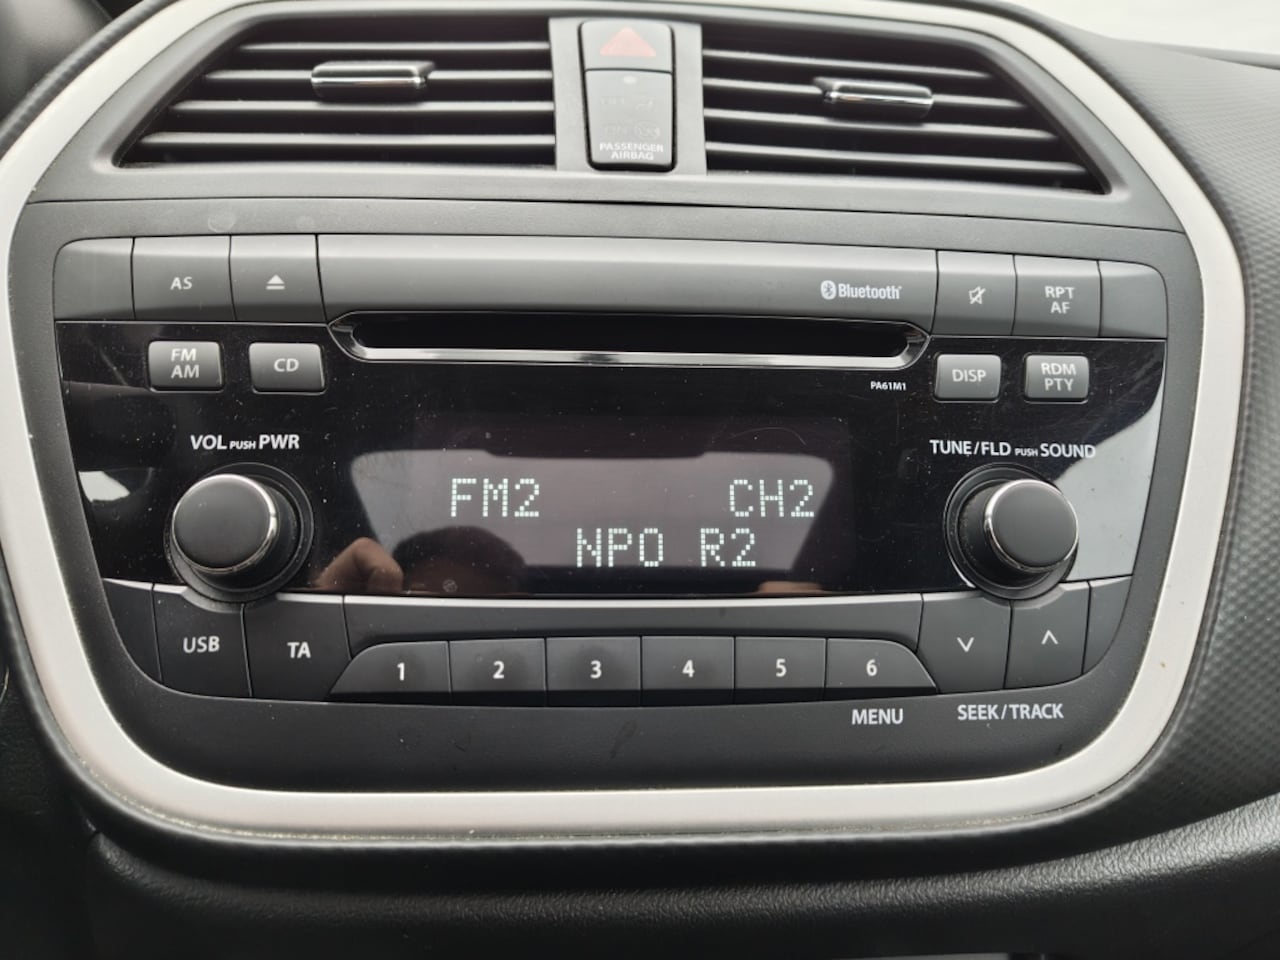 PASSENGER
AIRBAG
AS
Bluetooth
RPT
AF
FM
AM
CD
PA61M1
DISP
RDM
PTY
VOL PUSH PWR
TUNE/FLD PUSH SOUND
FM2 CH2
NPO R2
USB
TA
1 2 3 4 5 6
MENU
SEEK/TRACK